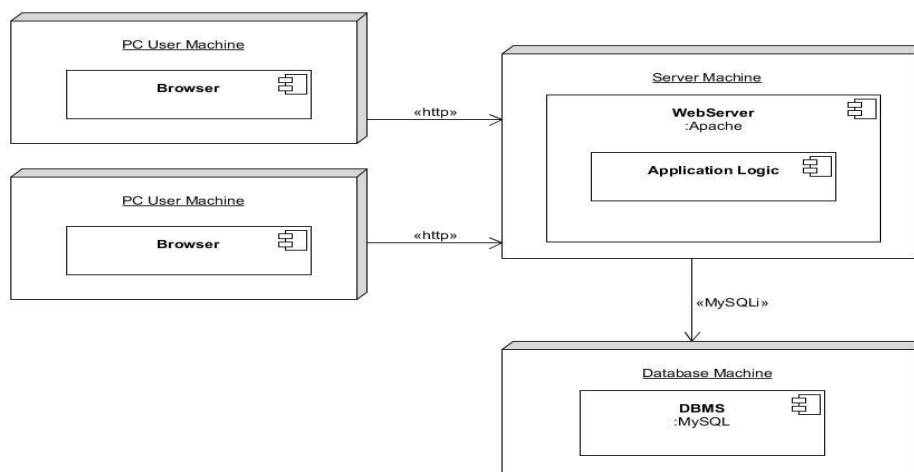 PC User Machine
Browser
«http»
PC User Machine
Browser
«http»
Server Machine
WebServer
:Apache
Application Logic
«MySQLi»
Database Machine
DBMS
:MySQL